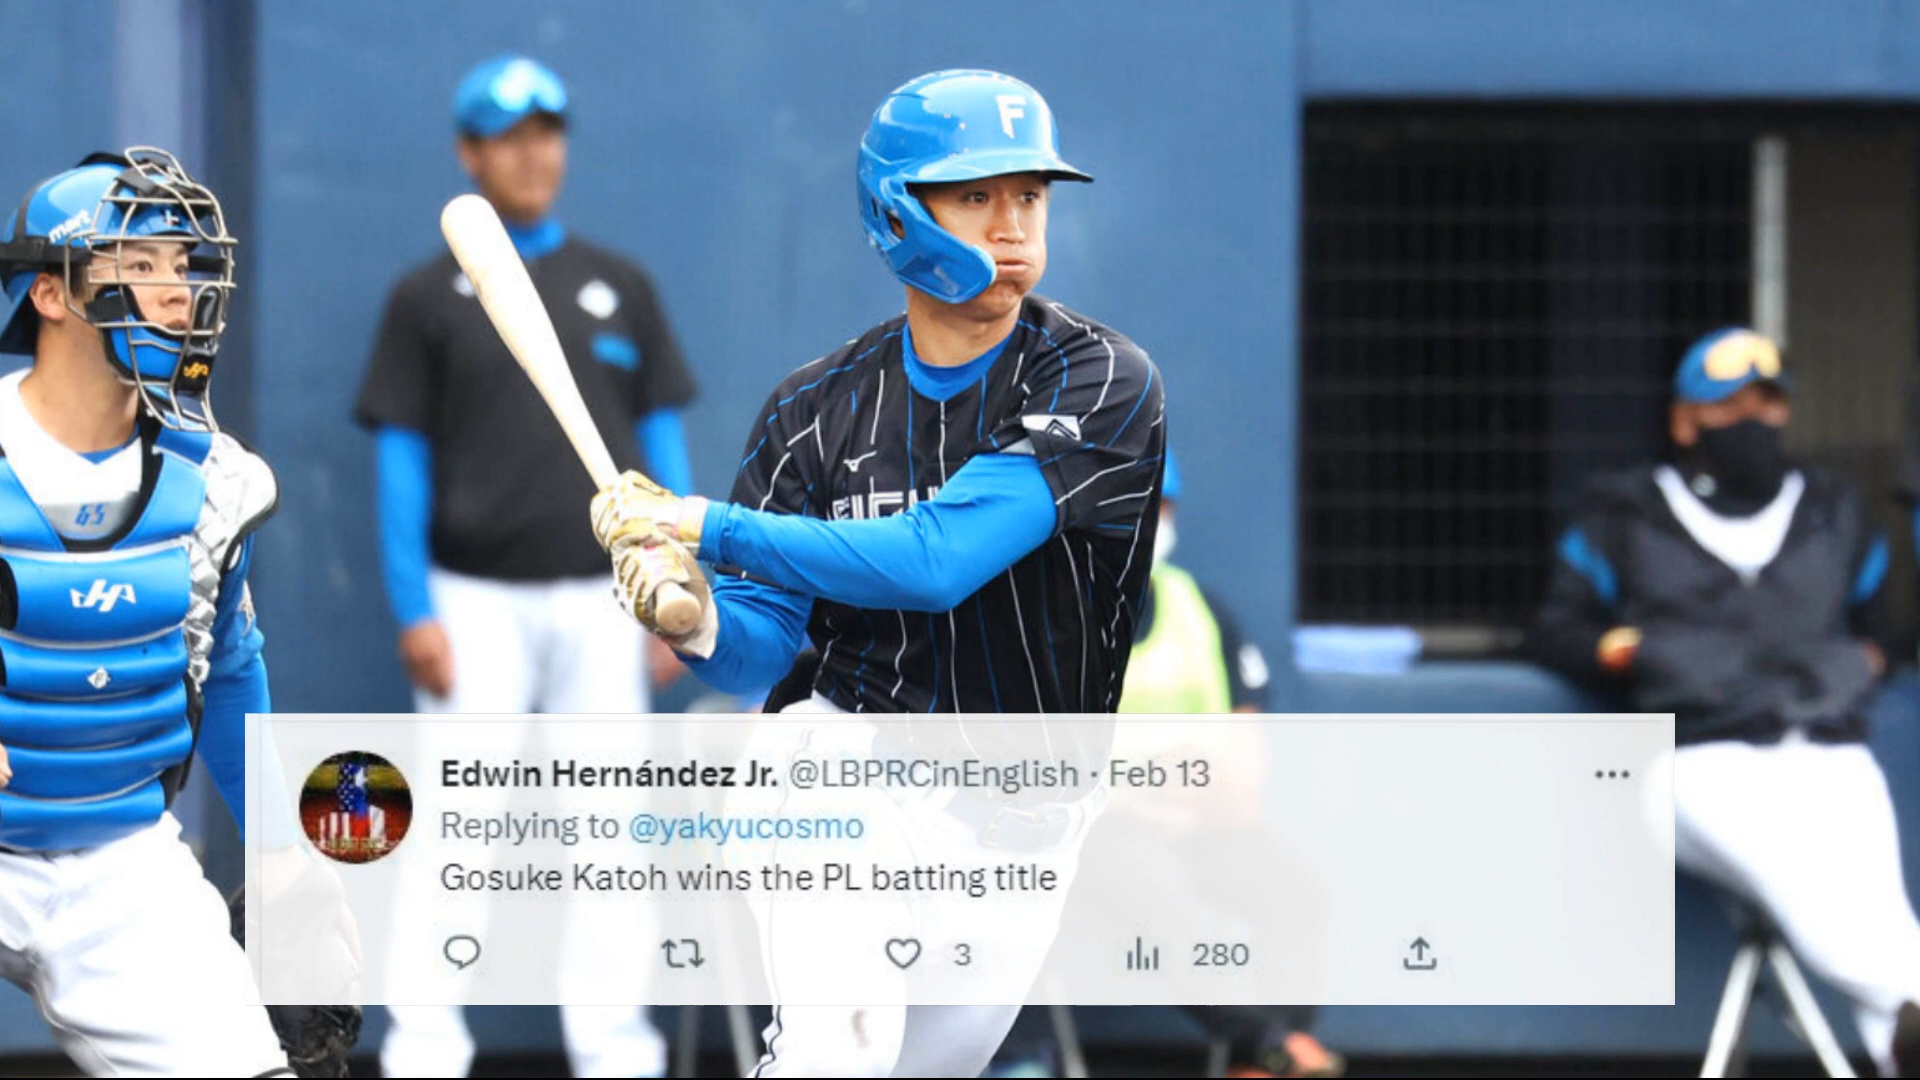 F
mart
65
Edwin Hernández Jr. @LBPRCinEnglish · Feb 13
Replying to @yakyucosmo
Gosuke Katoh wins the PL batting title
3
280